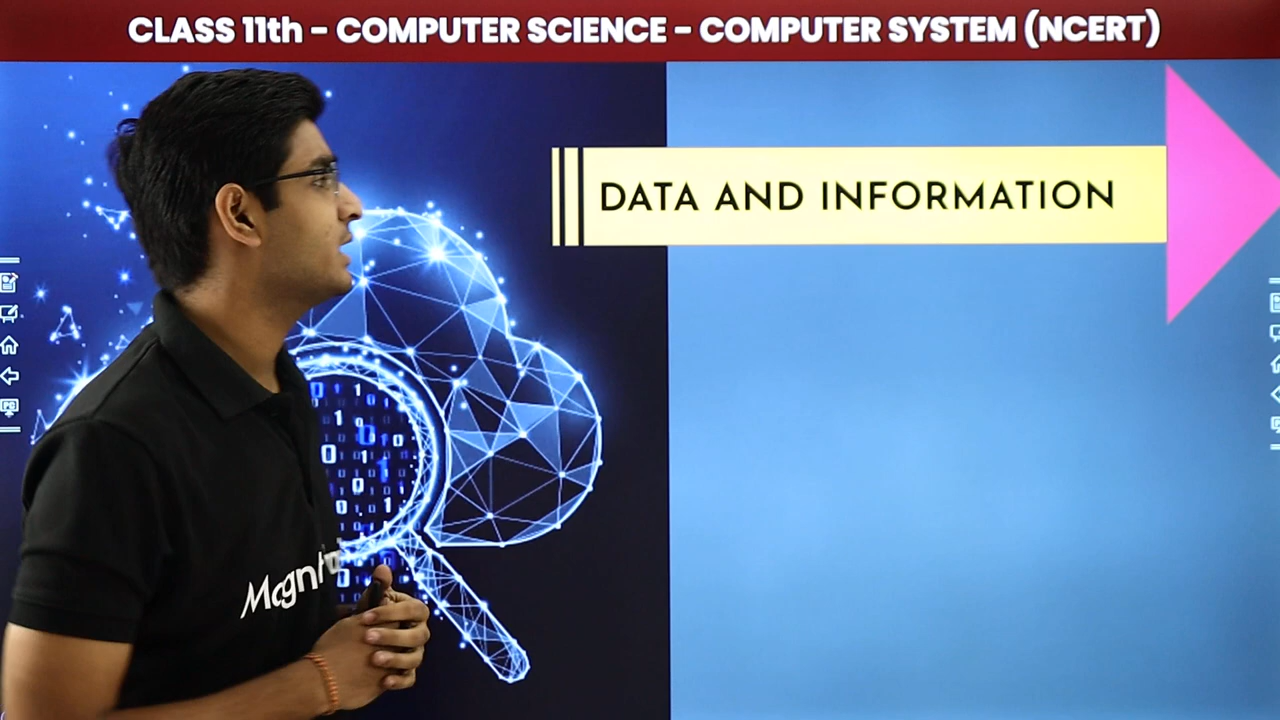 CLASS 11th - COMPUTER SCIENCE - COMPUTER SYSTEM (NCERT)
DATA AND INFORMATION